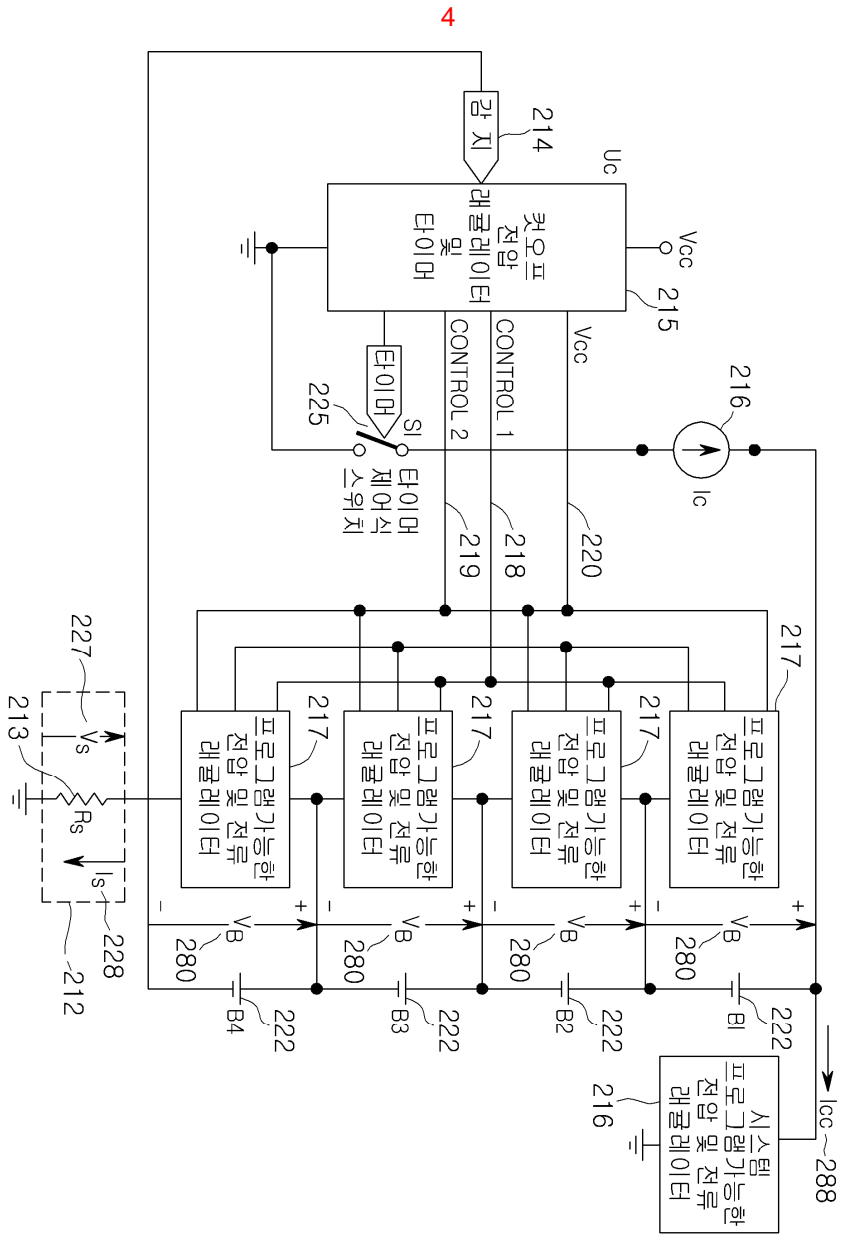 4
감 지
214
Uc
Vcc
215
컷오프
전압
래귤레이터
및
타이머
Vcc
CONTROL 1
CONTROL 2
타이머
225
SI
타이머
제어식
스위치
216
Ic
220
218
219
217
프로그램가능한
전압 및 전류
래귤레이터
217
프로그램가능한
전압 및 전류
래귤레이터
217
프로그램가능한
전압 및 전류
래귤레이터
217
프로그램가능한
전압 및 전류
래귤레이터
227
213
Vs
Rs
Is
228
212
+
VB
-
280
+
VB
-
280
+
VB
-
280
+
VB
-
280
222
B1
222
B2
222
B3
222
B4
Icc
288
시스템
프로그램가능한
전압 및 전류
래귤레이터
216